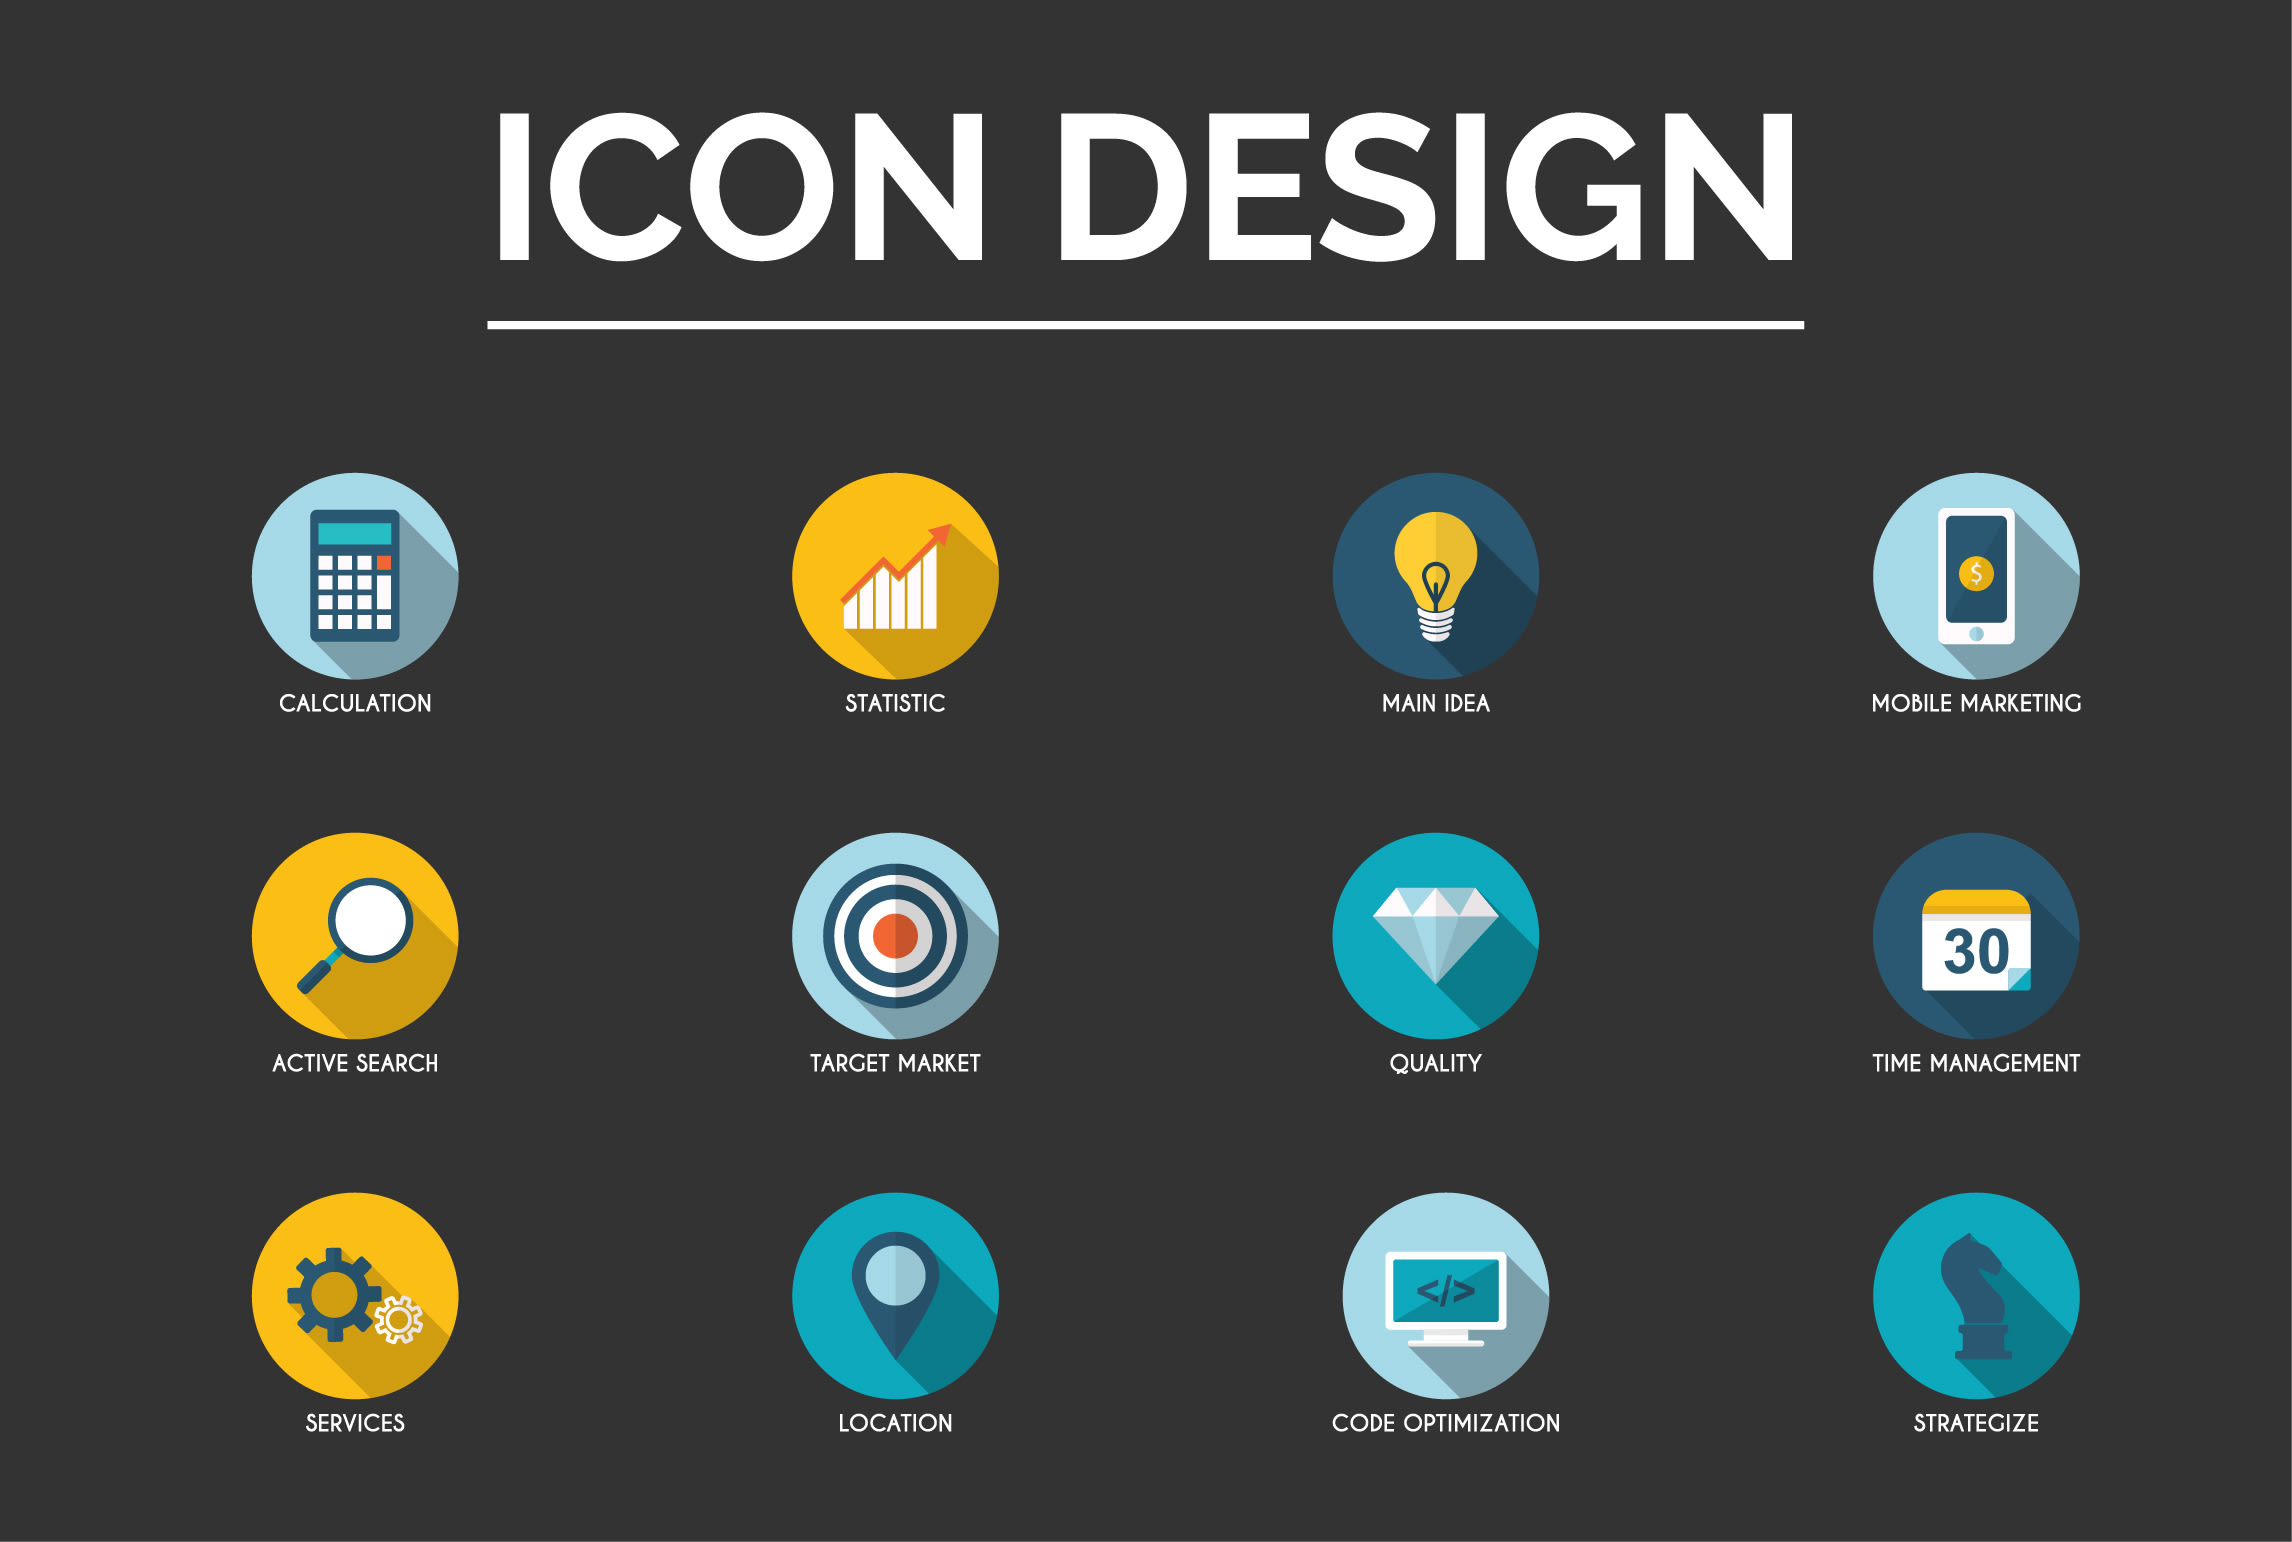 ICON DESIGN
CALCULATION
STATISTIC
MAIN IDEA
$
MOBILE MARKETING
ACTIVE SEARCH
TARGET MARKET
QUALITY
30
TIME MANAGEMENT
SERVICES
LOCATION
</>
CODE OPTIMIZATION
STRATEGIZE